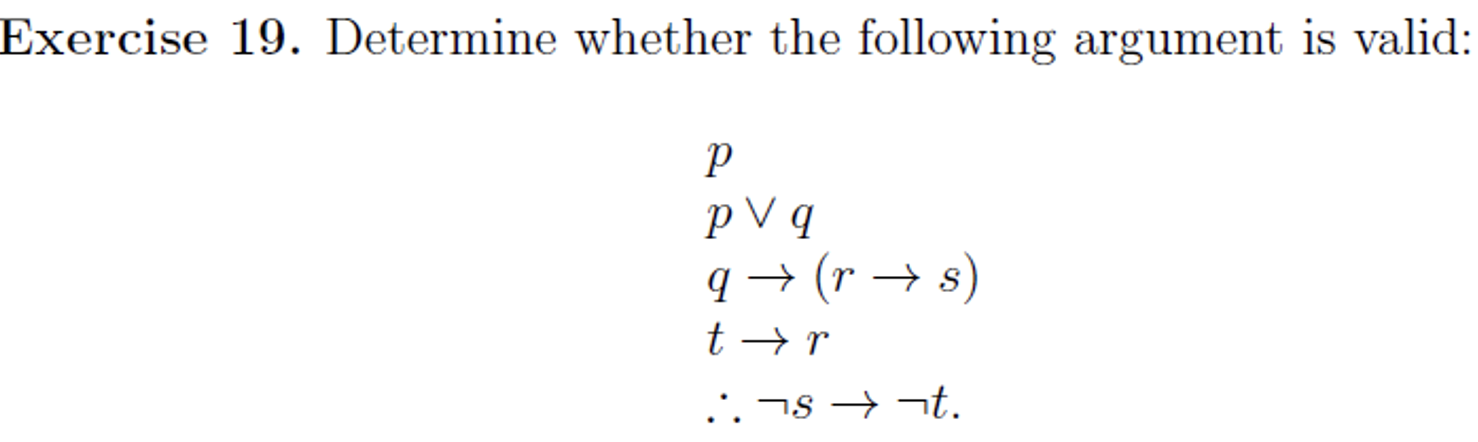 Exercise 19. Determine whether the following argument is valid:
p
p ∨ q
q → (r → s)
t → r
∴ ¬s → ¬t.